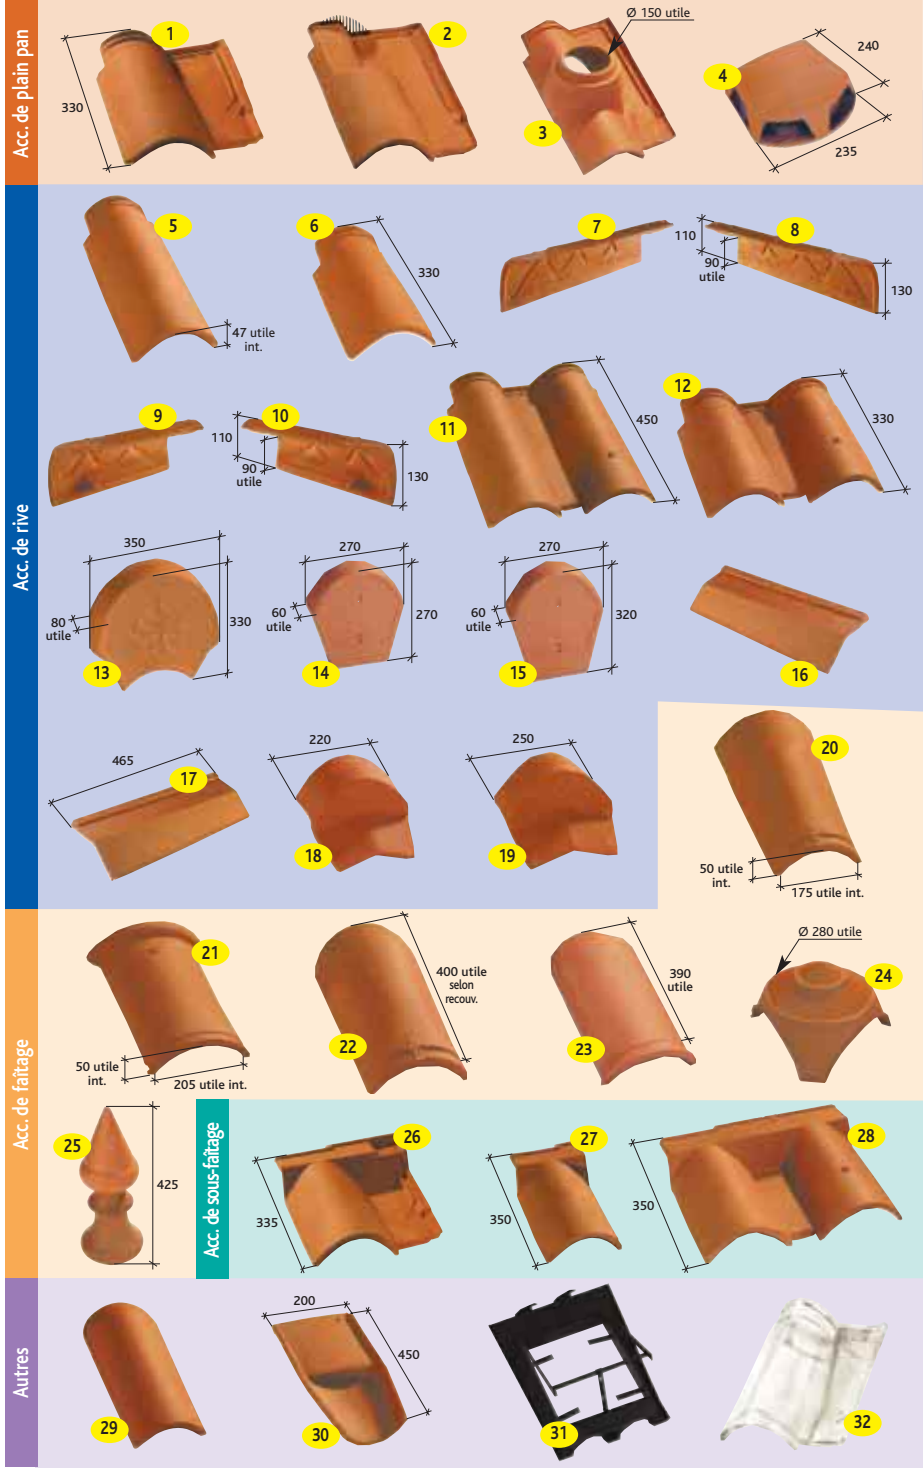 Acc. de plain pan
1
330
2
Ø 150 utile
3
4
240
235
Acc. de rive
5
47 utile
int.
6
330
7
8
110
90
utile
130
9
10
110
90
utile
130
11
450
12
330
350
80
utile
330
13
270
60
utile
270
14
270
60
utile
320
15
16
465
17
220
18
250
19
20
50 utile
int.
175 utile int.
Acc. de faîtage
21
50 utile
int.
205 utile int.
22
400 utile
selon
recouv.
23
390
utile
Ø 280 utile
24
25
425
Acc. de sous-faîtage
26
335
27
350
28
350
Autres
29
200
450
30
31
32